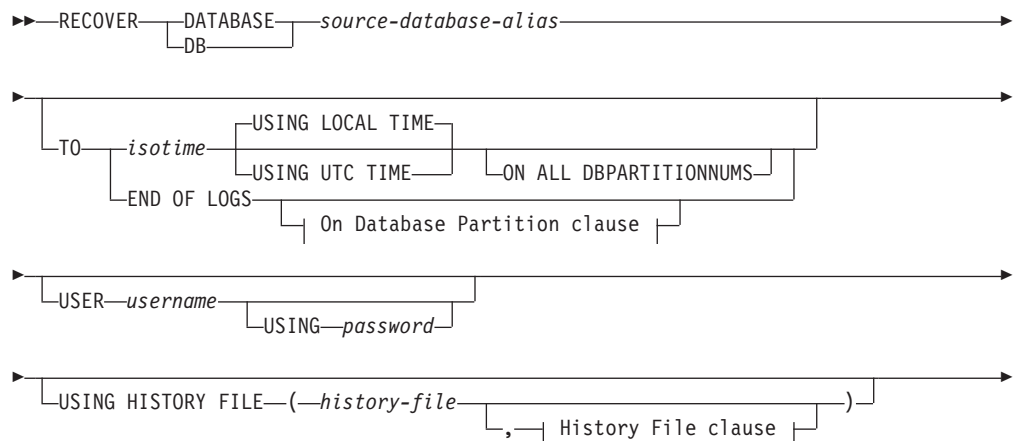 RECOVER DATABASE source-database-alias
DB
USING LOCAL TIME
TO isotime
USING UTC TIME ON ALL DBPARTITIONNUMS
END OF LOGS
On Database Partition clause
USER username
USING password
USING HISTORY FILE ( history-file )
, History File clause